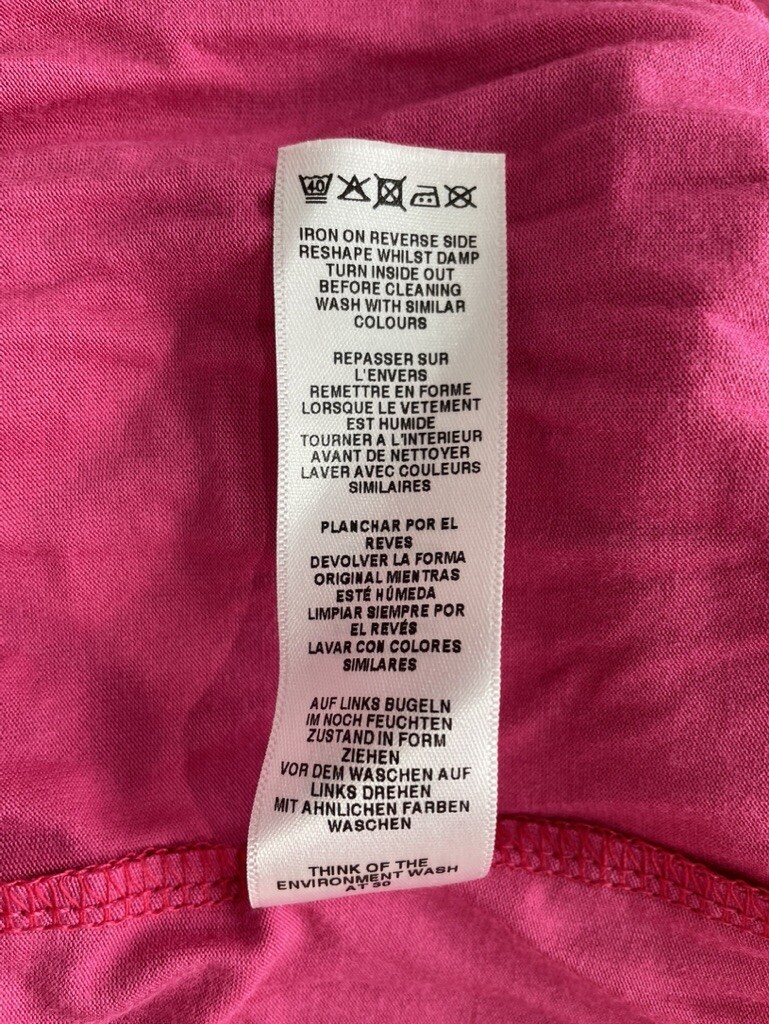 40
IRON ON REVERSE SIDE
RESHAPE WHILST DAMP
TURN INSIDE OUT
BEFORE CLEANING
WASH WITH SIMILAR
COLOURS
REPASSER SUR
L'ENVERS
REMETTRE EN FORME
LORSQUE LE VETEMENT
EST HUMIDE
TOURNER A L'INTERIEUR
AVANT DE NETTOYER
LAVER AVEC COULEURS
SIMILAIRES
PLANCHAR POR EL
REVES
DEVOLVER LA FORMA
ORIGINAL MIENTRAS
ESTÉ HÚMEDA
LIMPIAR SIEMPRE POR
EL REVÉS
LAVAR CON COLORES
SIMILARES
AUF LINKS BUGELN
IM NOCH FEUCHTEN
ZUSTAND IN FORM
ZIEHEN
VOR DEM WASCHEN AUF
LINKS DREHEN
MIT AHNLICHEN FARBEN
WASCHEN
THINK OF THE
ENVIRONMENT WASH
AT 30